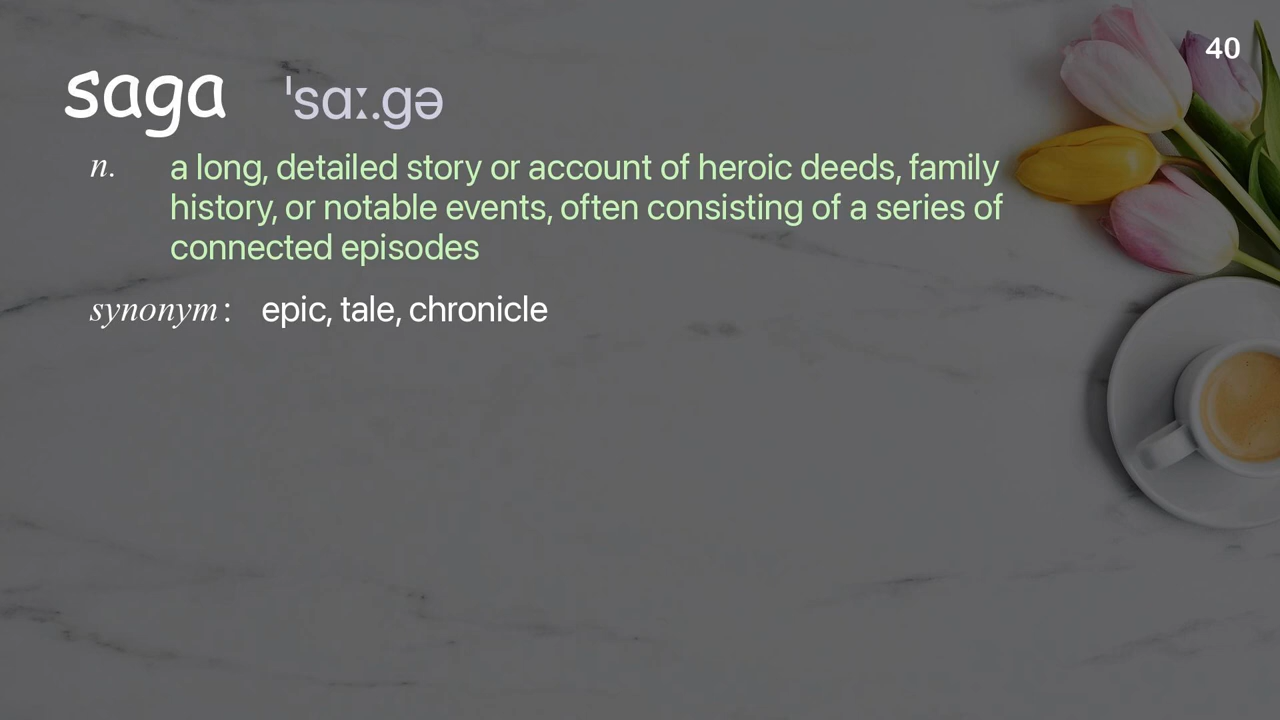 40
saga ˈsɑː.gə
n. a long, detailed story or account of heroic deeds, family
history, or notable events, often consisting of a series of
connected episodes
synonym: epic, tale, chronicle